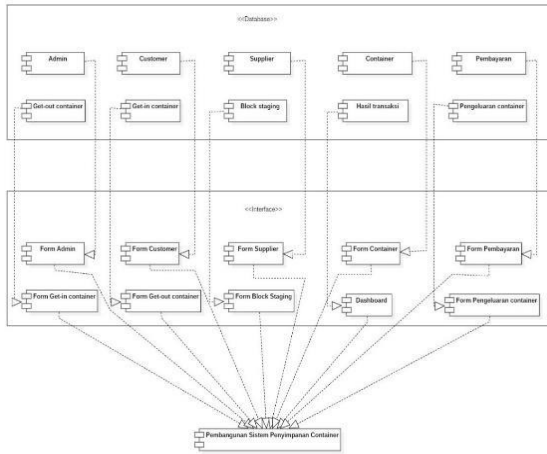 <<Database>>
Admin
Customer
Supplier
Container
Pembayaran
Get-out container
Get-in container
Block staging
Hasil transaksi
Pengeluaran container
<<Interface>>
Form Admin
Form Customer
Form Supplier
Form Container
Form Pembayaran
Form Get-in container
Form Get-out container
Form Block Staging
Dashboard
Form Pengeluaran container
Pembangunan Sistem Penyimpanan Container